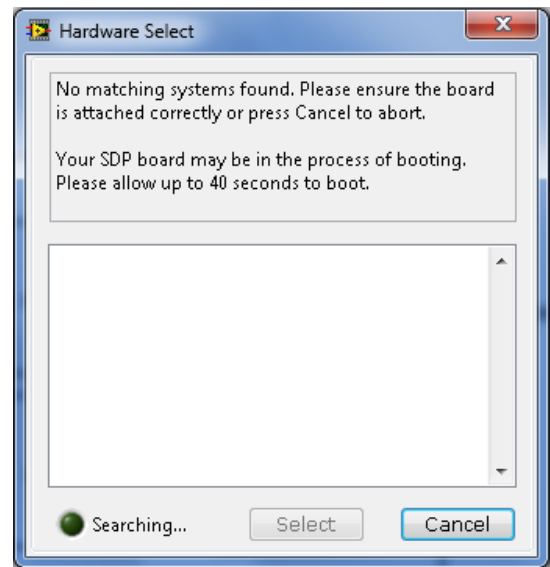 Hardware Select
No matching systems found. Please ensure the board
is attached correctly or press Cancel to abort.
Your SDP board may be in the process of booting.
Please allow up to 40 seconds to boot.
Searching...
Select
Cancel